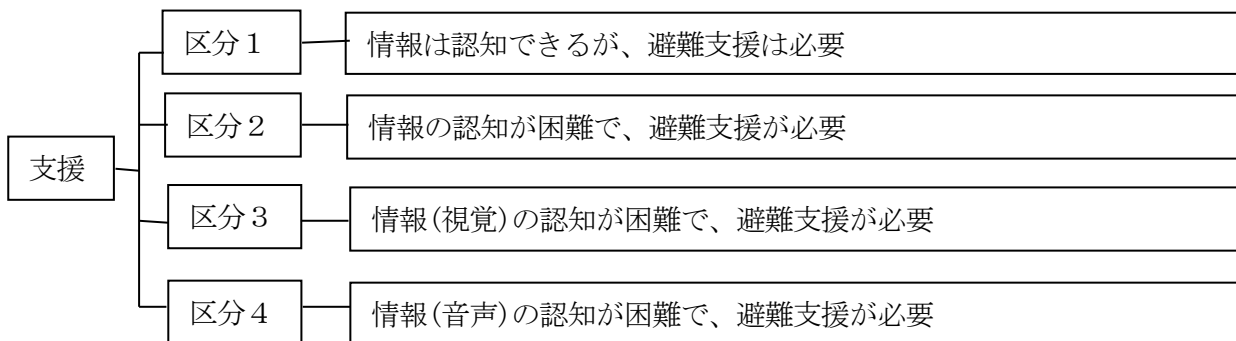 区分１ 情報は認知できるが、避難支援は必要
区分２ 情報の認知が困難で、避難支援が必要
支援
区分３ 情報(視覚)の認知が困難で、避難支援が必要
区分４ 情報(音声)の認知が困難で、避難支援が必要